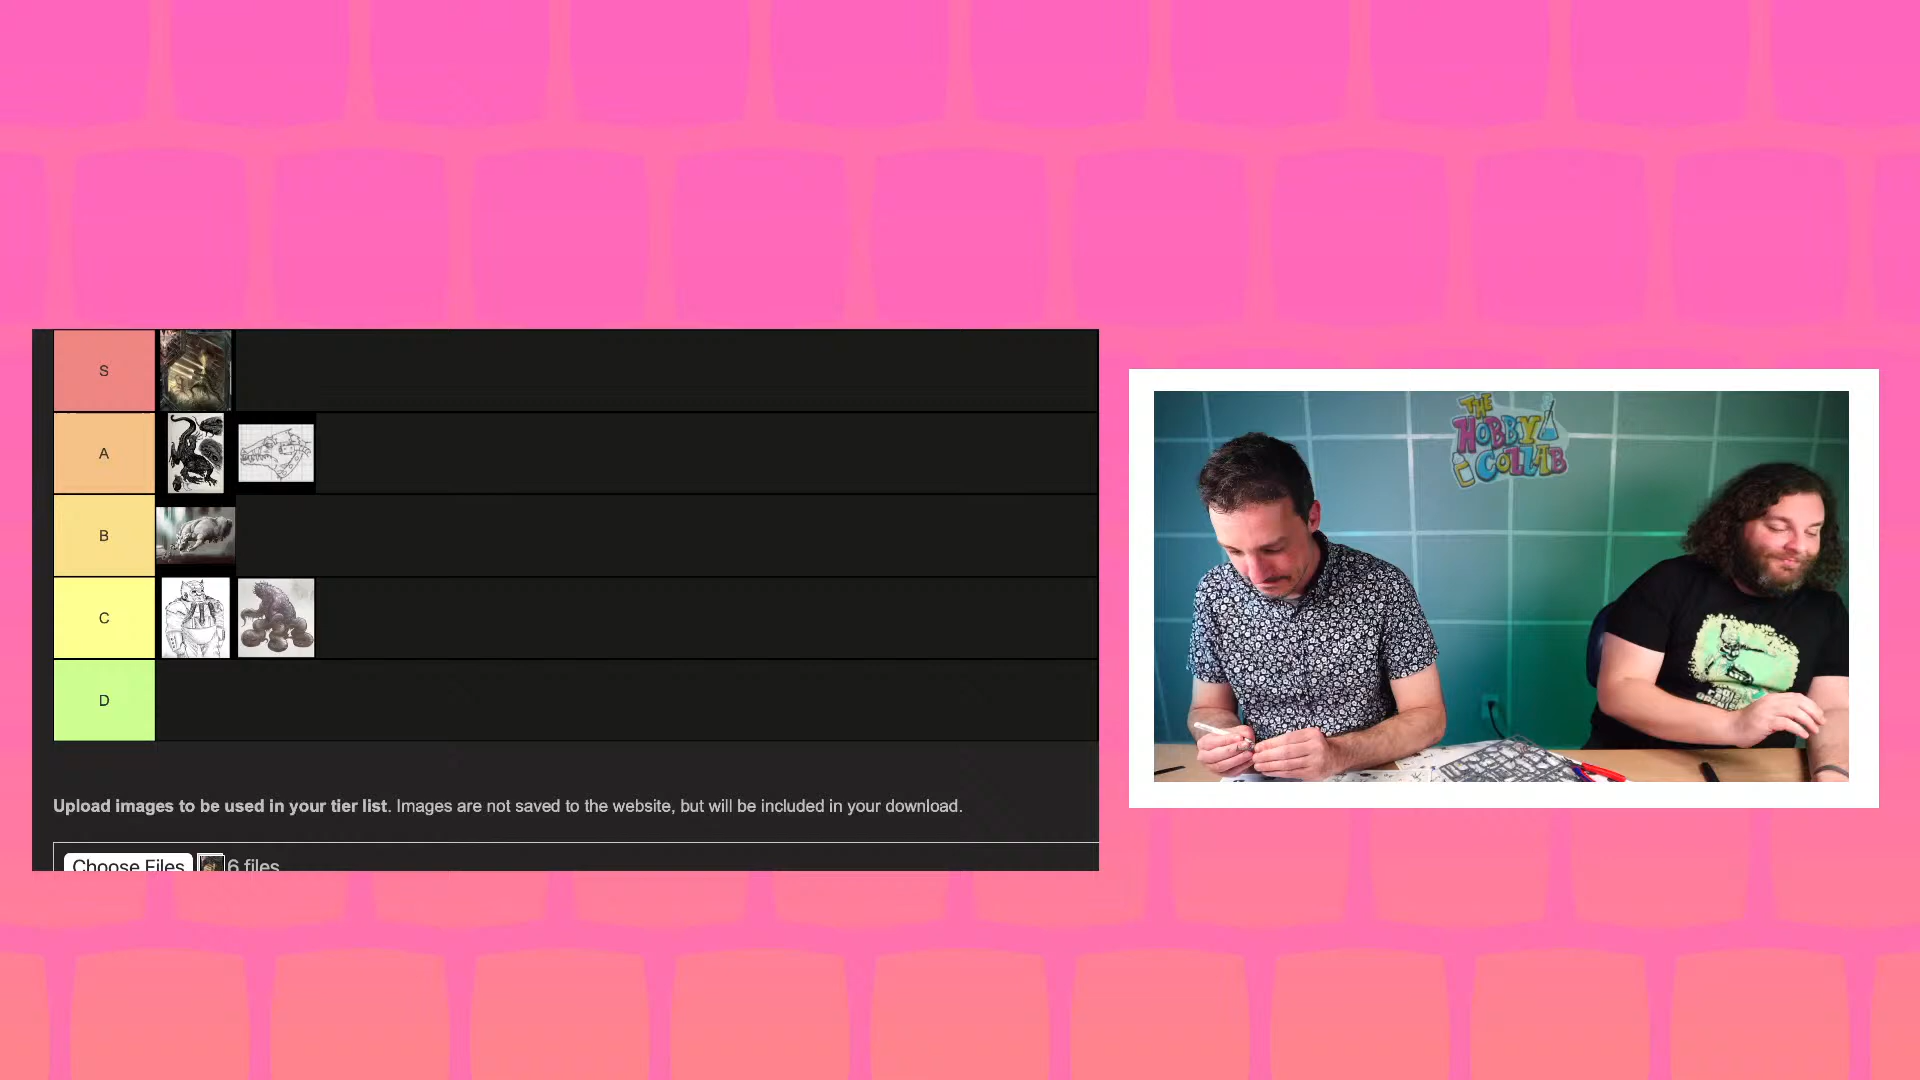 S
A
B
C
D
Upload images to be used in your tier list. Images are not saved to the website, but will be included in your download.
Choose Files 6 files
THE
HOBBY
COLLAB